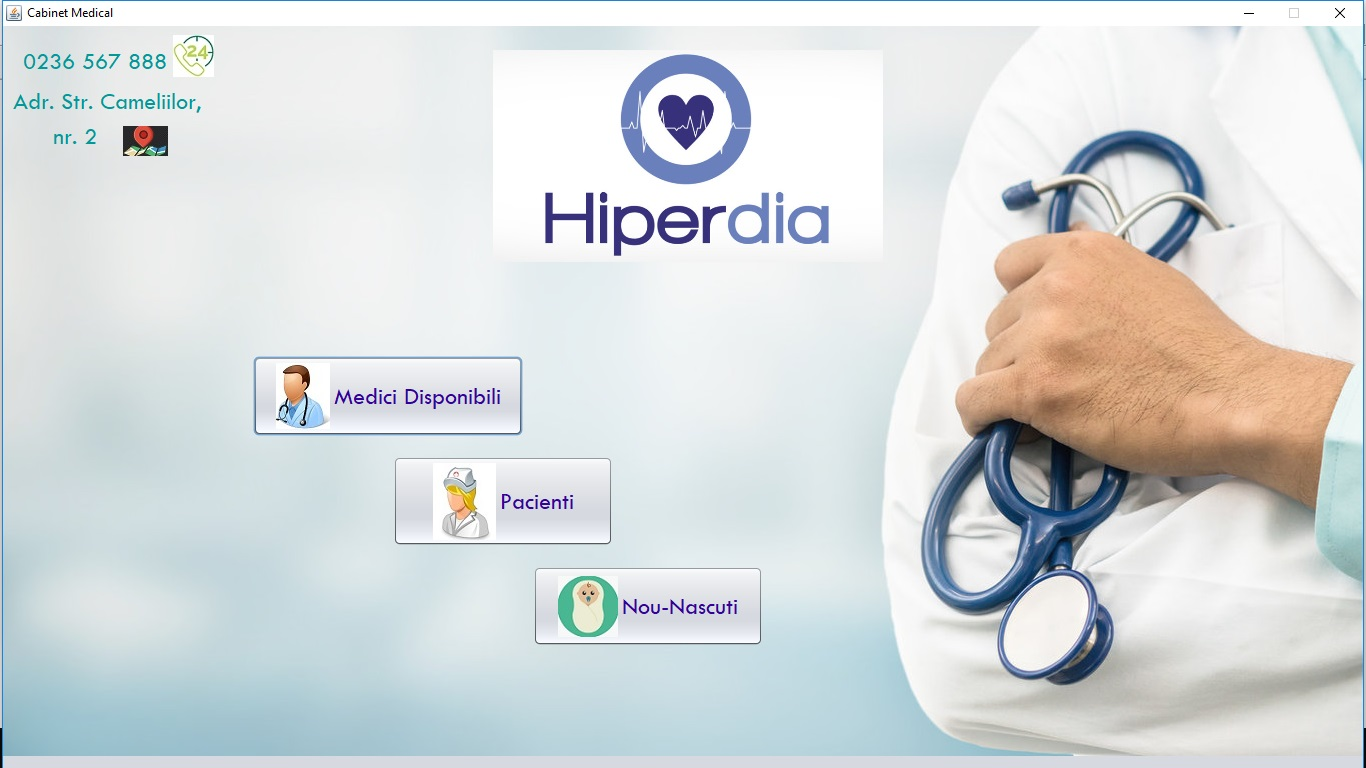 Cabinet Medical
0236 567 888
24
Adr. Str. Cameliilor,
nr. 2
Hiperdia
Medici Disponibili
Pacienti
Nou-Nascuti